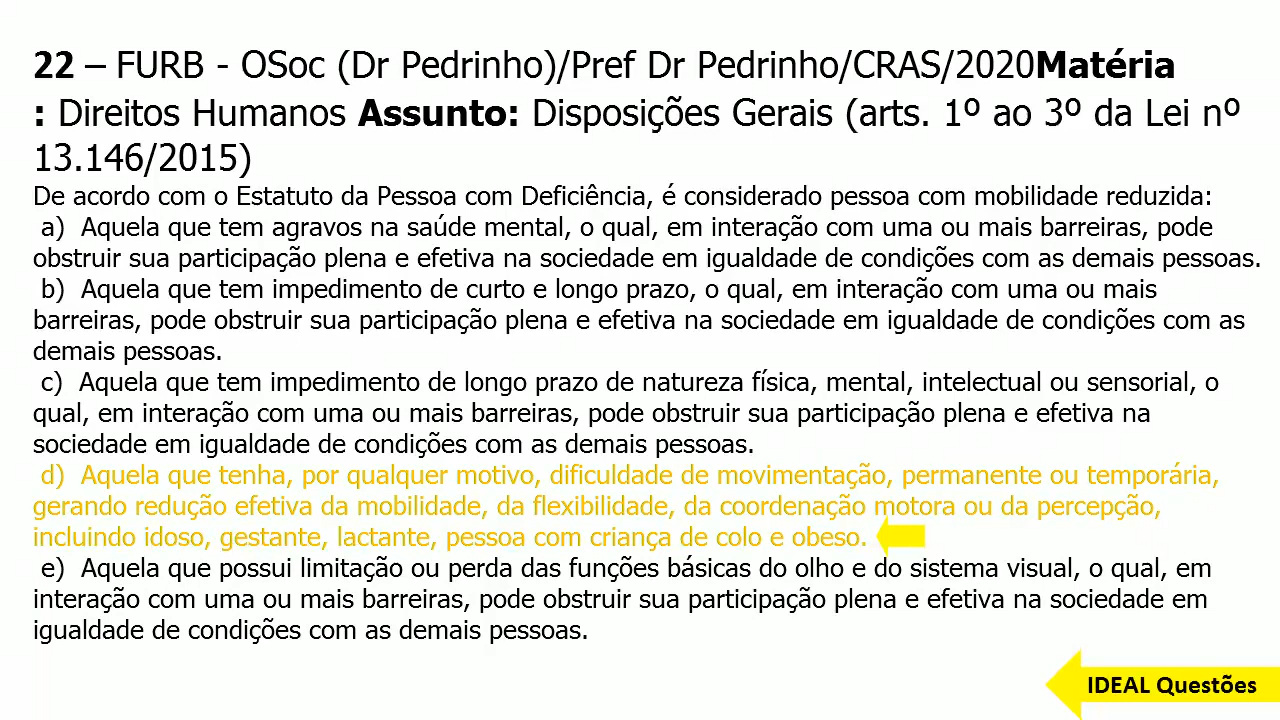 22 – FURB - OSoc (Dr Pedrinho)/Pref Dr Pedrinho/CRAS/2020Matéria
: Direitos Humanos Assunto: Disposições Gerais (arts. 1º ao 3º da Lei nº
13.146/2015)
De acordo com o Estatuto da Pessoa com Deficiência, é considerado pessoa com mobilidade reduzida:
a) Aquela que tem agravos na saúde mental, o qual, em interação com uma ou mais barreiras, pode
obstruir sua participação plena e efetiva na sociedade em igualdade de condições com as demais pessoas.
b) Aquela que tem impedimento de curto e longo prazo, o qual, em interação com uma ou mais
barreiras, pode obstruir sua participação plena e efetiva na sociedade em igualdade de condições com as
demais pessoas.
c) Aquela que tem impedimento de longo prazo de natureza física, mental, intelectual ou sensorial, o
qual, em interação com uma ou mais barreiras, pode obstruir sua participação plena e efetiva na
sociedade em igualdade de condições com as demais pessoas.
d) Aquela que tenha, por qualquer motivo, dificuldade de movimentação, permanente ou temporária,
gerando redução efetiva da mobilidade, da flexibilidade, da coordenação motora ou da percepção,
incluindo idoso, gestante, lactante, pessoa com criança de colo e obeso.
e) Aquela que possui limitação ou perda das funções básicas do olho e do sistema visual, o qual, em
interação com uma ou mais barreiras, pode obstruir sua participação plena e efetiva na sociedade em
igualdade de condições com as demais pessoas.
IDEAL Questões